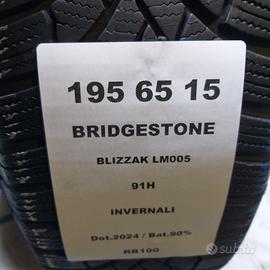 195 65 15
BRIDGESTONE
BLIZZAK LM005
91H
INVERNALI
Dot.2024 / Bat.90%
RB100
subito